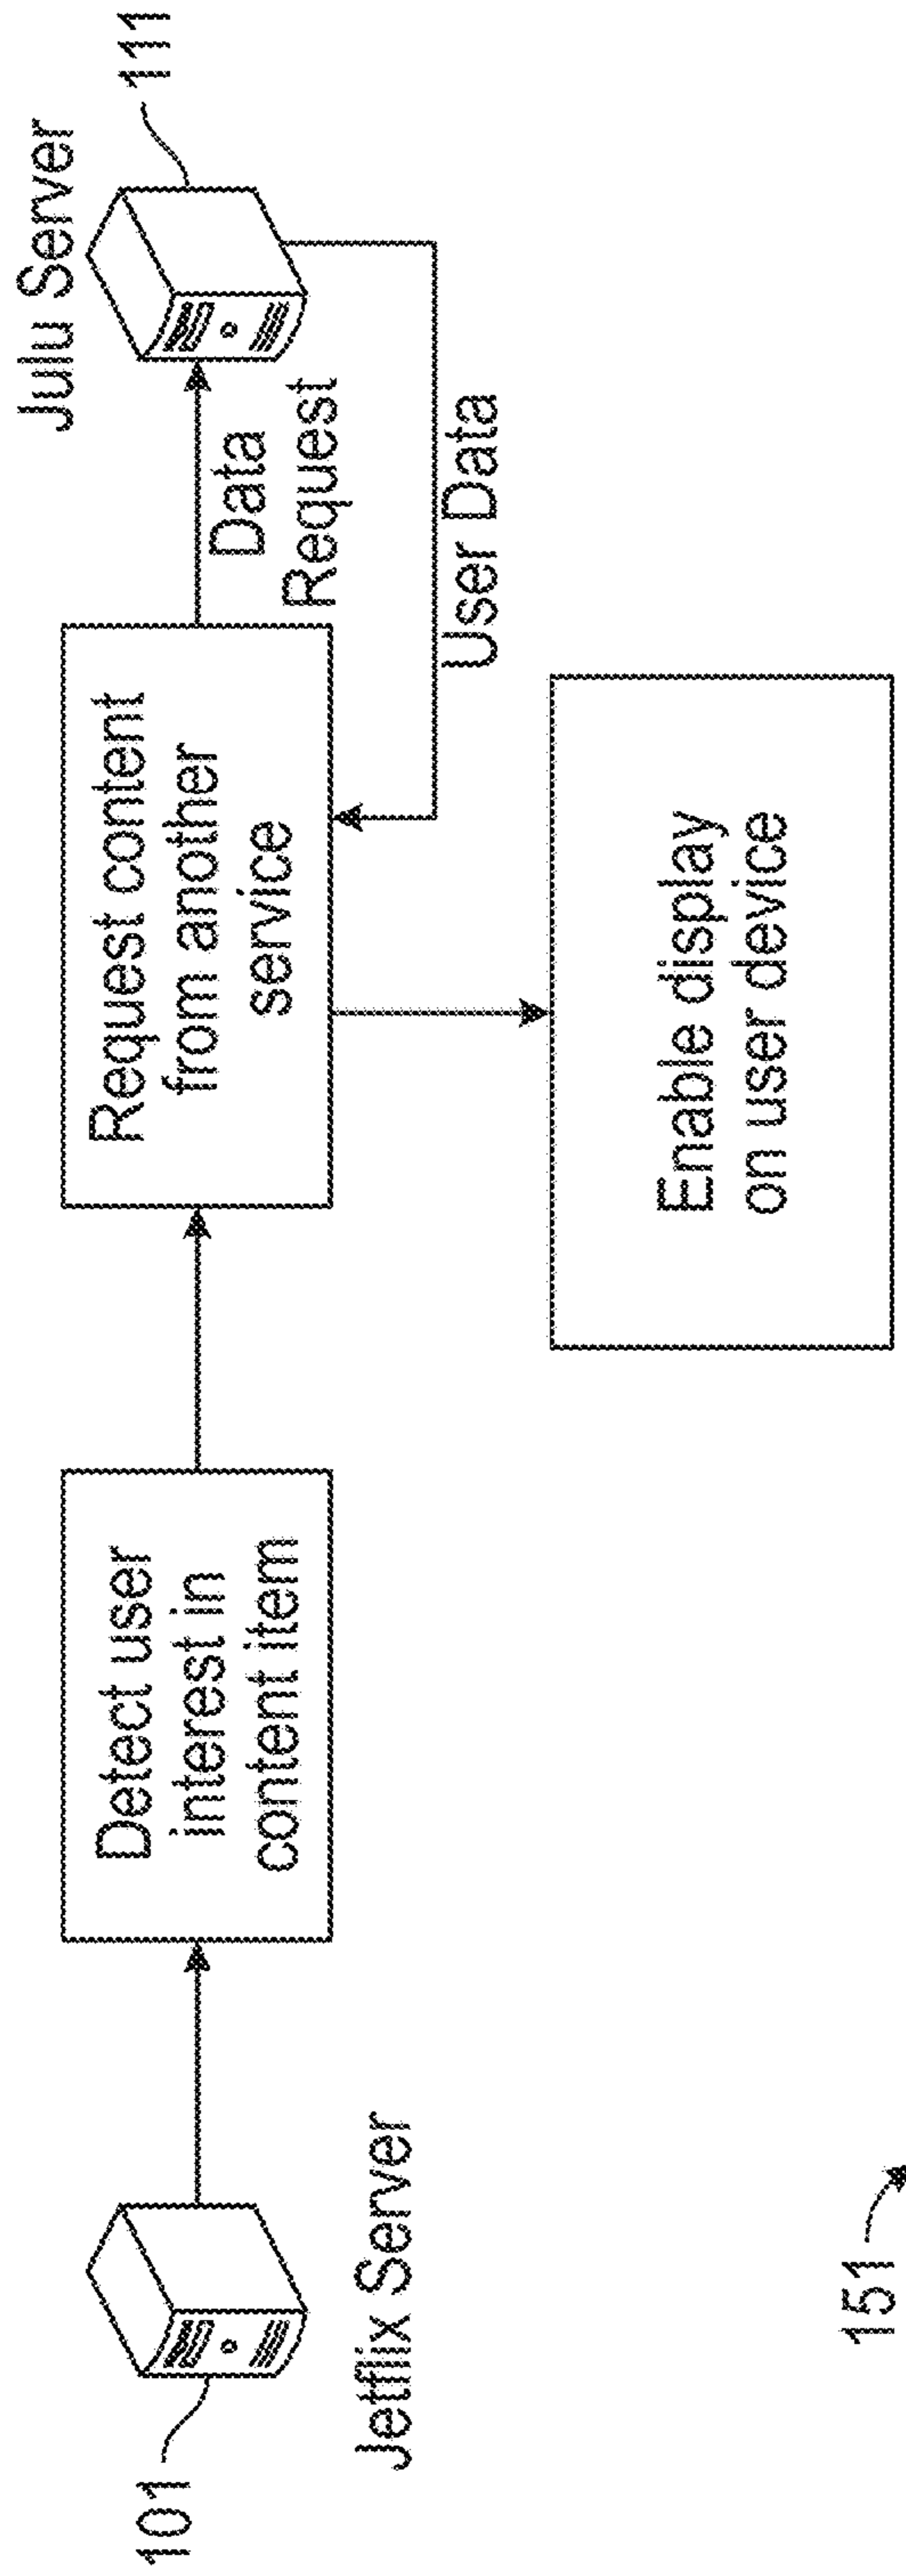 101
Jetflix Server
Detect user
interest in
content item
Request content
from another
service
Data
Request
Julu Server
111
User Data
Enable display
on user device
151